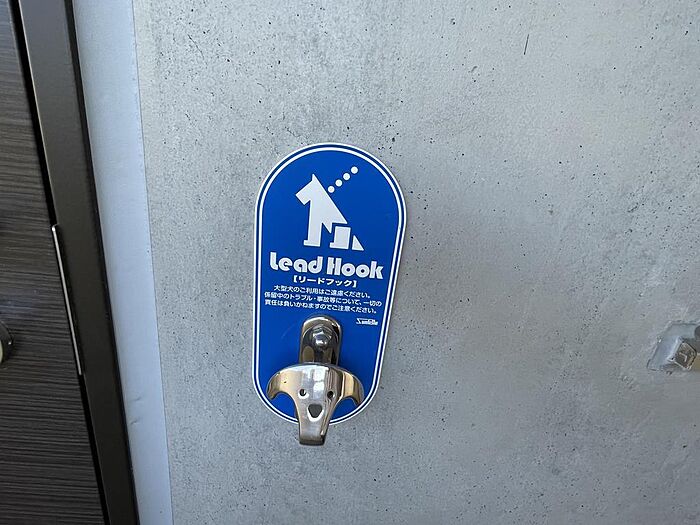 Lead Hook
【リードフック】
大型犬のご利用はご遠慮ください。
係留中のトラブル・事故等について、一切の
責任は負いかねますのでご注意ください。